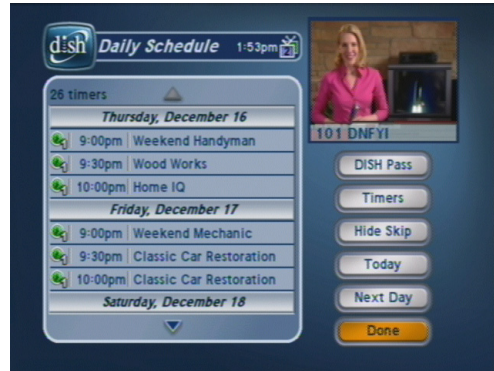 dish Daily Schedule 1:53pm
26 timers
Thursday, December 16
9:00pm Weekend Handyman
9:30pm Wood Works
10:00pm Home IQ
Friday, December 17
9:00pm Weekend Mechanic
9:30pm Classic Car Restoration
10:00pm Classic Car Restoration
Saturday, December 18
101 DNFYI
DISH Pass
Timers
Hide Skip
Today
Next Day
Done